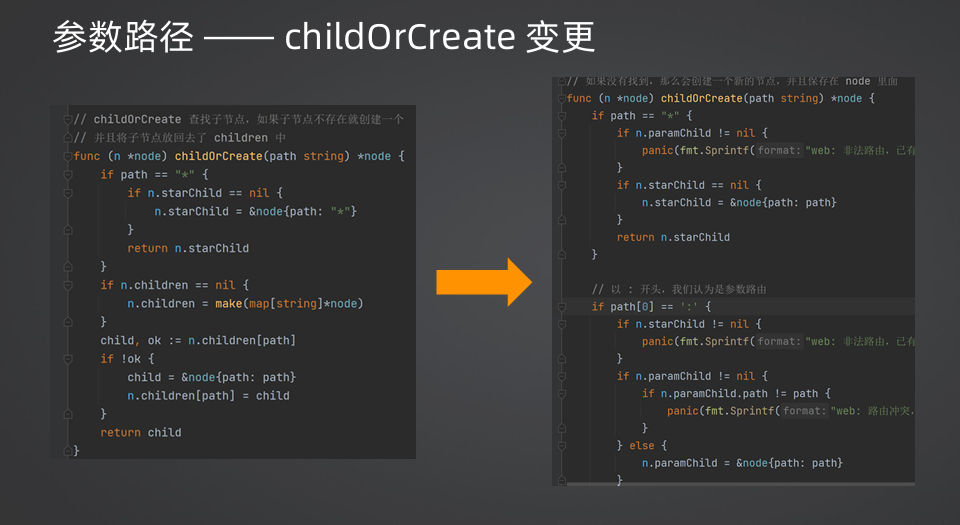 参数路径 —— childOrCreate 变更
// childOrCreate 查找子节点，如果子节点不存在就创建一个
// 并且将子节点放回去了 children 中
func (n *node) childOrCreate(path string) *node {
if path == "*" {
if n.starChild == nil {
n.starChild = &node{path: "*"}
}
return n.starChild
}
if n.children == nil {
n.children = make(map[string]*node)
}
child, ok := n.children[path]
if !ok {
child = &node{path: path}
n.children[path] = child
}
return child
}
// 如果没有找到，那么会创建一个新的节点，并且保存在 node 里面
func (n *node) childOrCreate(path string) *node {
if path == "*" {
if n.paramChild != nil {
panic(fmt.Sprintf( format: "web: 非法路由，已有
}
if n.starChild == nil {
n.starChild = &node{path: path}
}
return n.starChild
}
// 以 : 开头，我们认为是参数路由
if path[0] == ':' {
if n.starChild != nil {
panic(fmt.Sprintf( format: "web: 非法路由，已有
}
if n.paramChild != nil {
if n.paramChild.path != path {
panic(fmt.Sprintf( format: "web: 路由冲突，
}
} else {
n.paramChild = &node{path: path}
}